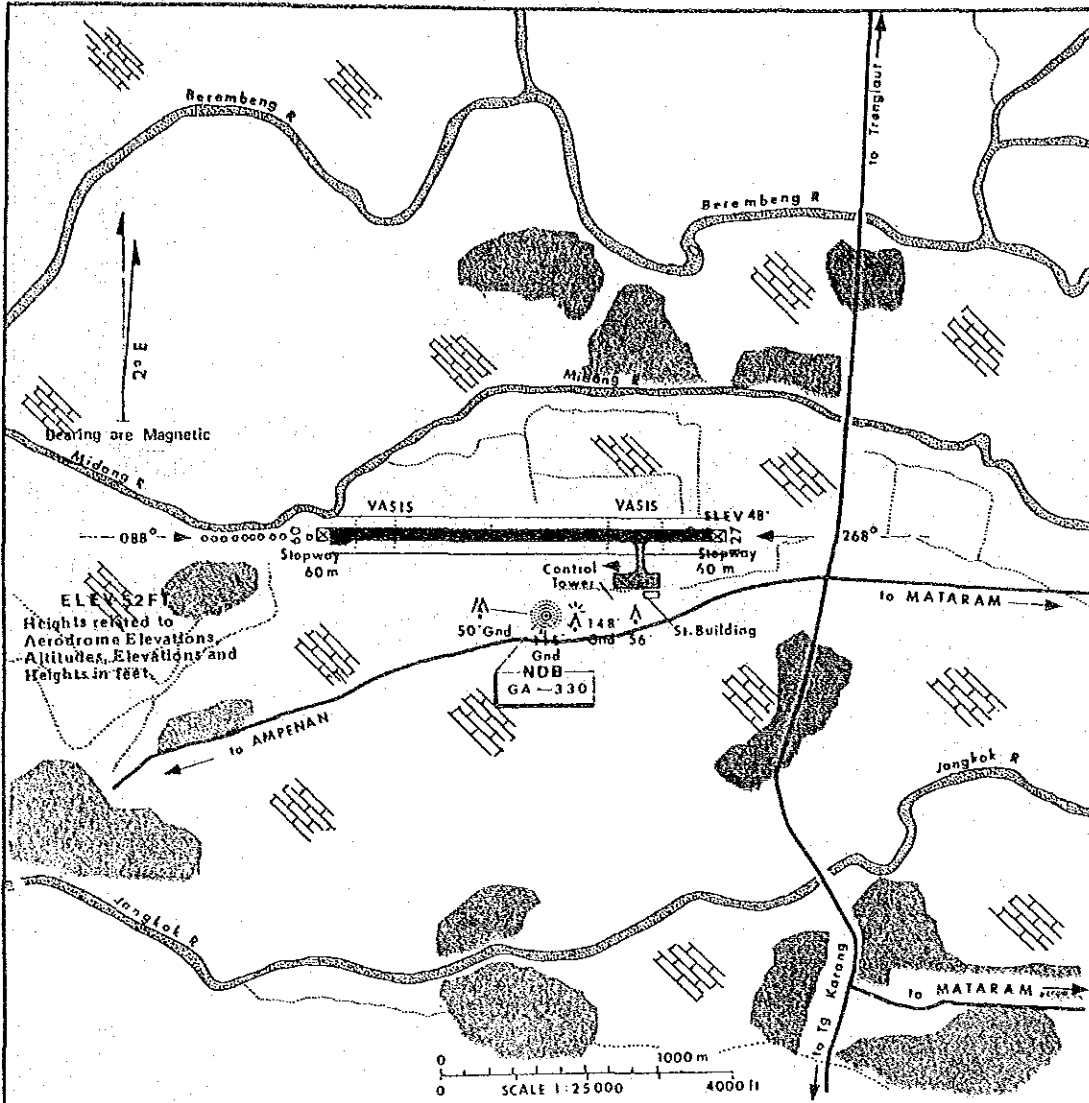 to Trenglaut
Berembeng R
Berembeng R
2° E
Bearing are Magnetic
Midang R
Midang R
VASIS
VASIS
ELEV 48'
088°
27
268°
Stopway
60 m
Stopway
60 m
Control
Tower
to MATARAM
ELEV 52 FT
Heights related to
Aerodrome Elevations,
Altitudes, Elevations and
Heights in feet.
50' Gnd
148'
Gnd
56'
St. Building
Gnd
NDB
GA — 330
to AMPENAN
Jangkok R
Jangkok R
to Tg Karang
to MATARAM
0
1000 m
0
SCALE 1:25000
4000 ft